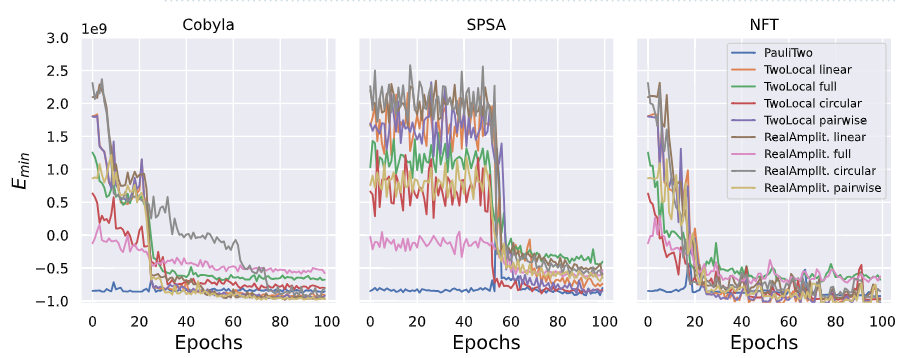 Cobyla
SPSA
NFT
1e9
3.0
2.5
2.0
1.5
1.0
0.5
0.0
−0.5
−1.0
E_min
0 20 40 60 80 100
0 20 40 60 80 100
0 20 40 60 80 100
Epochs
Epochs
Epochs
PauliTwo
TwoLocal linear
TwoLocal full
TwoLocal circular
TwoLocal pairwise
RealAmplit. linear
RealAmplit. full
RealAmplit. circular
RealAmplit. pairwise